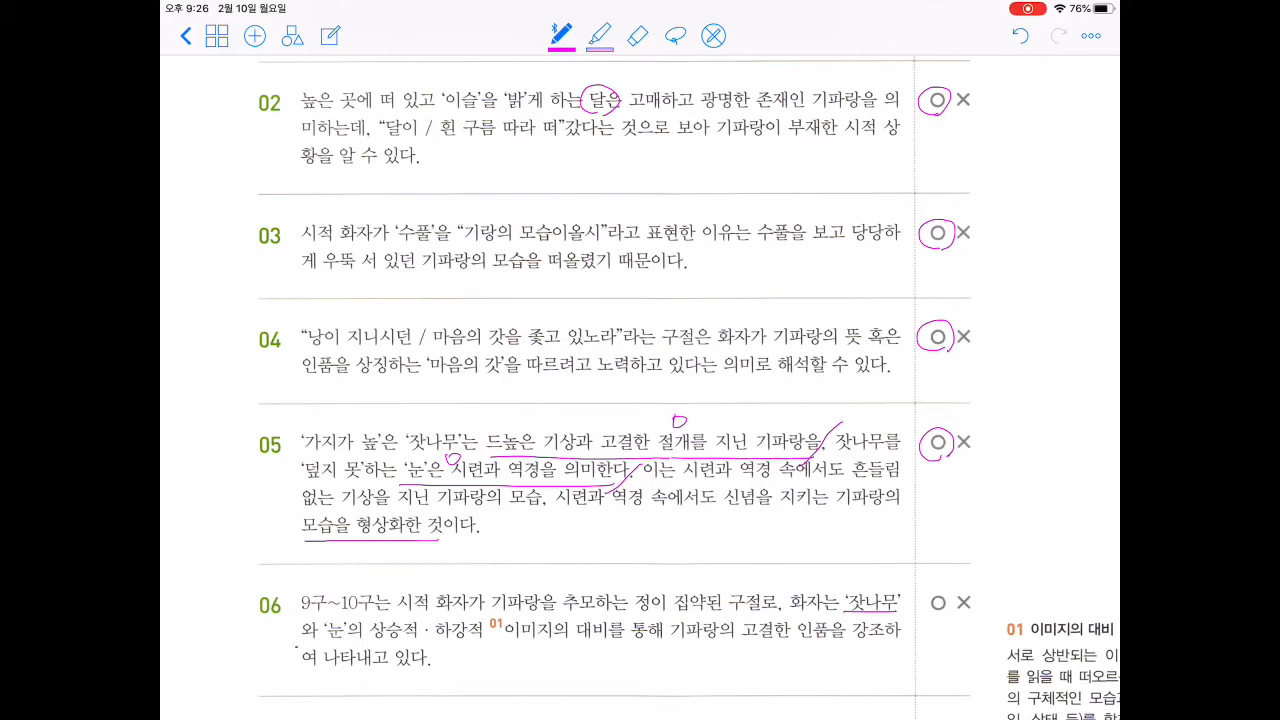 오후 9:26 2월 10일 월요일
76%
02 높은 곳에 떠 있고 ‘이슬’을 ‘밝’게 하는 달은 고매하고 광명한 존재인 기파랑을 의
미하는데, “달이 / 흰 구름 따라 떠”갔다는 것으로 보아 기파랑이 부재한 시적 상
황을 알 수 있다.
03 시적 화자가 ‘수풀’을 “기랑의 모습이올시”라고 표현한 이유는 수풀을 보고 당당하
게 우뚝 서 있던 기파랑의 모습을 떠올렸기 때문이다.
04 “낭이 지니시던 / 마음의 갓을 좇고 있노라”라는 구절은 화자가 기파랑의 뜻 혹은
인품을 상징하는 ‘마음의 갓’을 따르려고 노력하고 있다는 의미로 해석할 수 있다.
05 ‘가지가 높’은 ‘잣나무’는 드높은 기상과 고결한 절개를 지닌 기파랑을, 잣나무를
‘덮지 못’하는 ‘눈’은 시련과 역경을 의미한다. 이는 시련과 역경 속에서도 흔들림
없는 기상을 지닌 기파랑의 모습, 시련과 역경 속에서도 신념을 지키는 기파랑의
모습을 형상화한 것이다.
06 9구~10구는 시적 화자가 기파랑을 추모하는 정이 집약된 구절로, 화자는 ‘잣나무’
와 ‘눈’의 상승적·하강적 01이미지의 대비를 통해 기파랑의 고결한 인품을 강조하
여 나타내고 있다.
01 이미지의 대비
서로 상반되는 이
를 읽을 때 떠오르
의 구체적인 모습